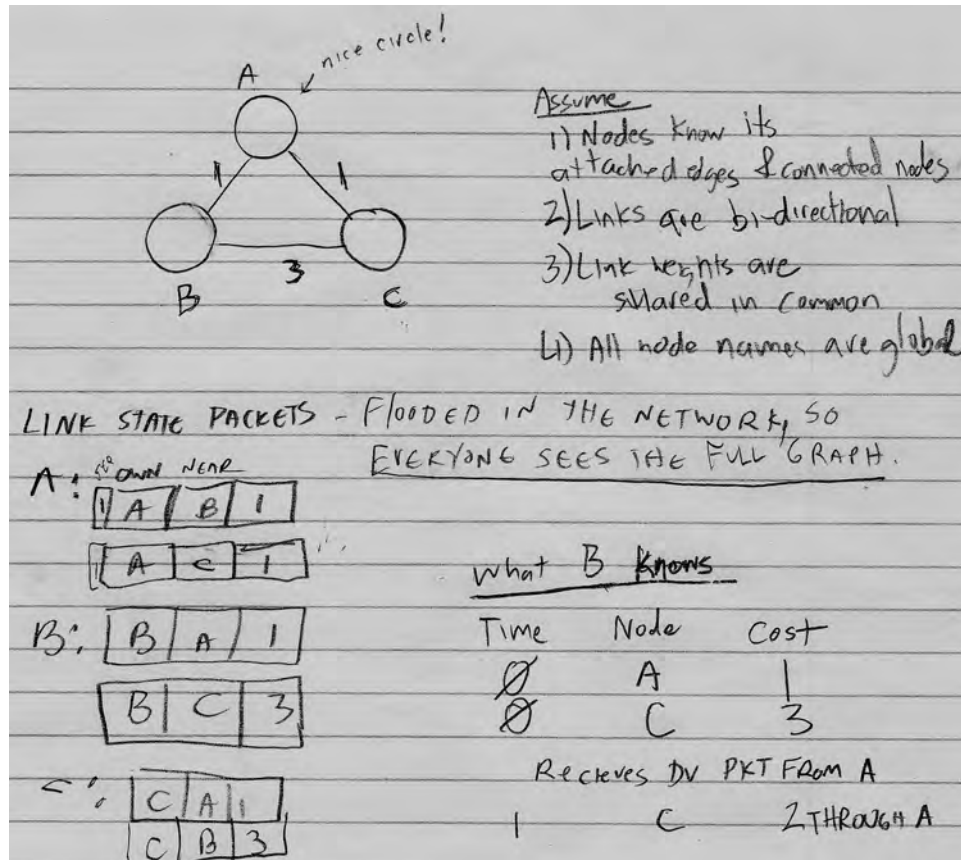 nice circle!
A
1
1
3
B
C
Assume
1) Nodes know its
attached edges & connected nodes
2) Links are bi-directional
3) Link weights are
shared in common
4) All node names are global
LINK STATE PACKETS - FLOODED IN THE NETWORK, SO
EVERYONE SEES THE FULL GRAPH.
OWN NEAR
A: 1 A B 1
1 A C 1
B: B A 1
B C 3
C: C A 1
C B 3
What B Knows
Time Node Cost
0 A 1
0 C 3
Recieves DV PKT FROM A
1 C 2 THROUGH A